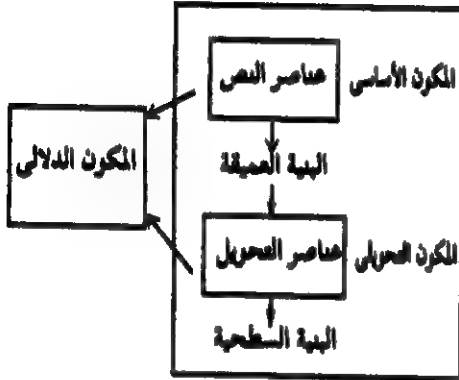 المكون الأساسى
عناصر النص
المكون الدلالى
البنية العميقة
المكون التحويلى
عناصر التحويل
البنية السطحية